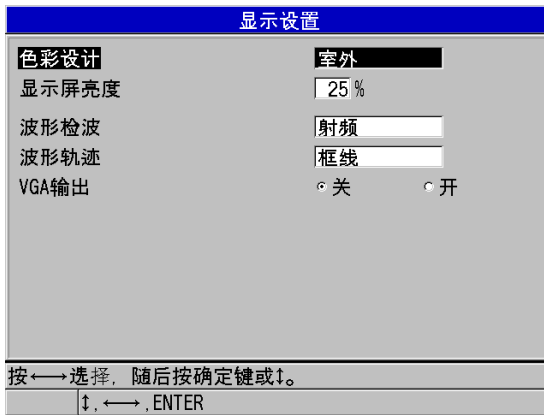 显示设置
色彩设计 室外
显示屏亮度 25 %
波形检波 射频
波形轨迹 框线
VGA输出 关 开
按←→选择, 随后按确定键或↕。
↕, ←→, ENTER